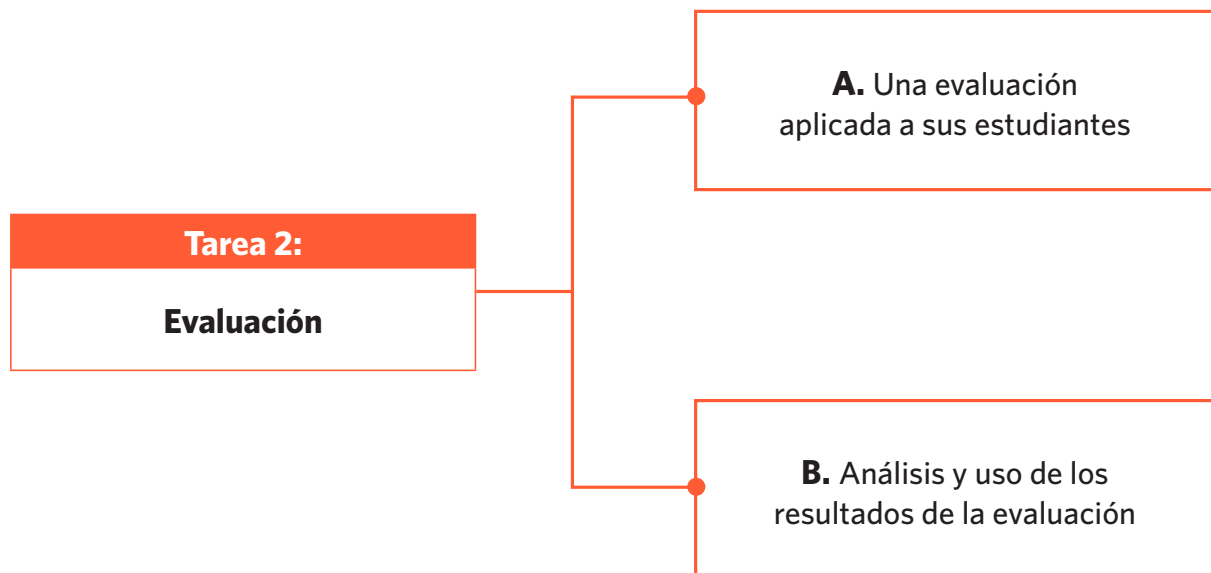 Tarea 2:
Evaluación
A. Una evaluación
aplicada a sus estudiantes
B. Análisis y uso de los
resultados de la evaluación